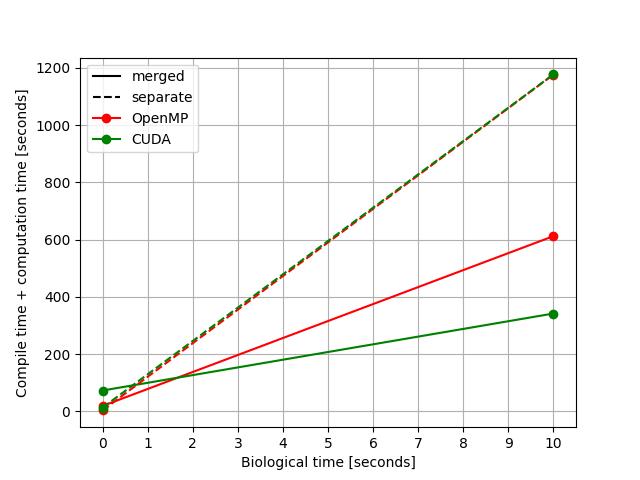 merged
separate
OpenMP
CUDA
1200
1000
800
600
400
200
0
Compile time + computation time [seconds]
0 1 2 3 4 5 6 7 8 9 10
Biological time [seconds]